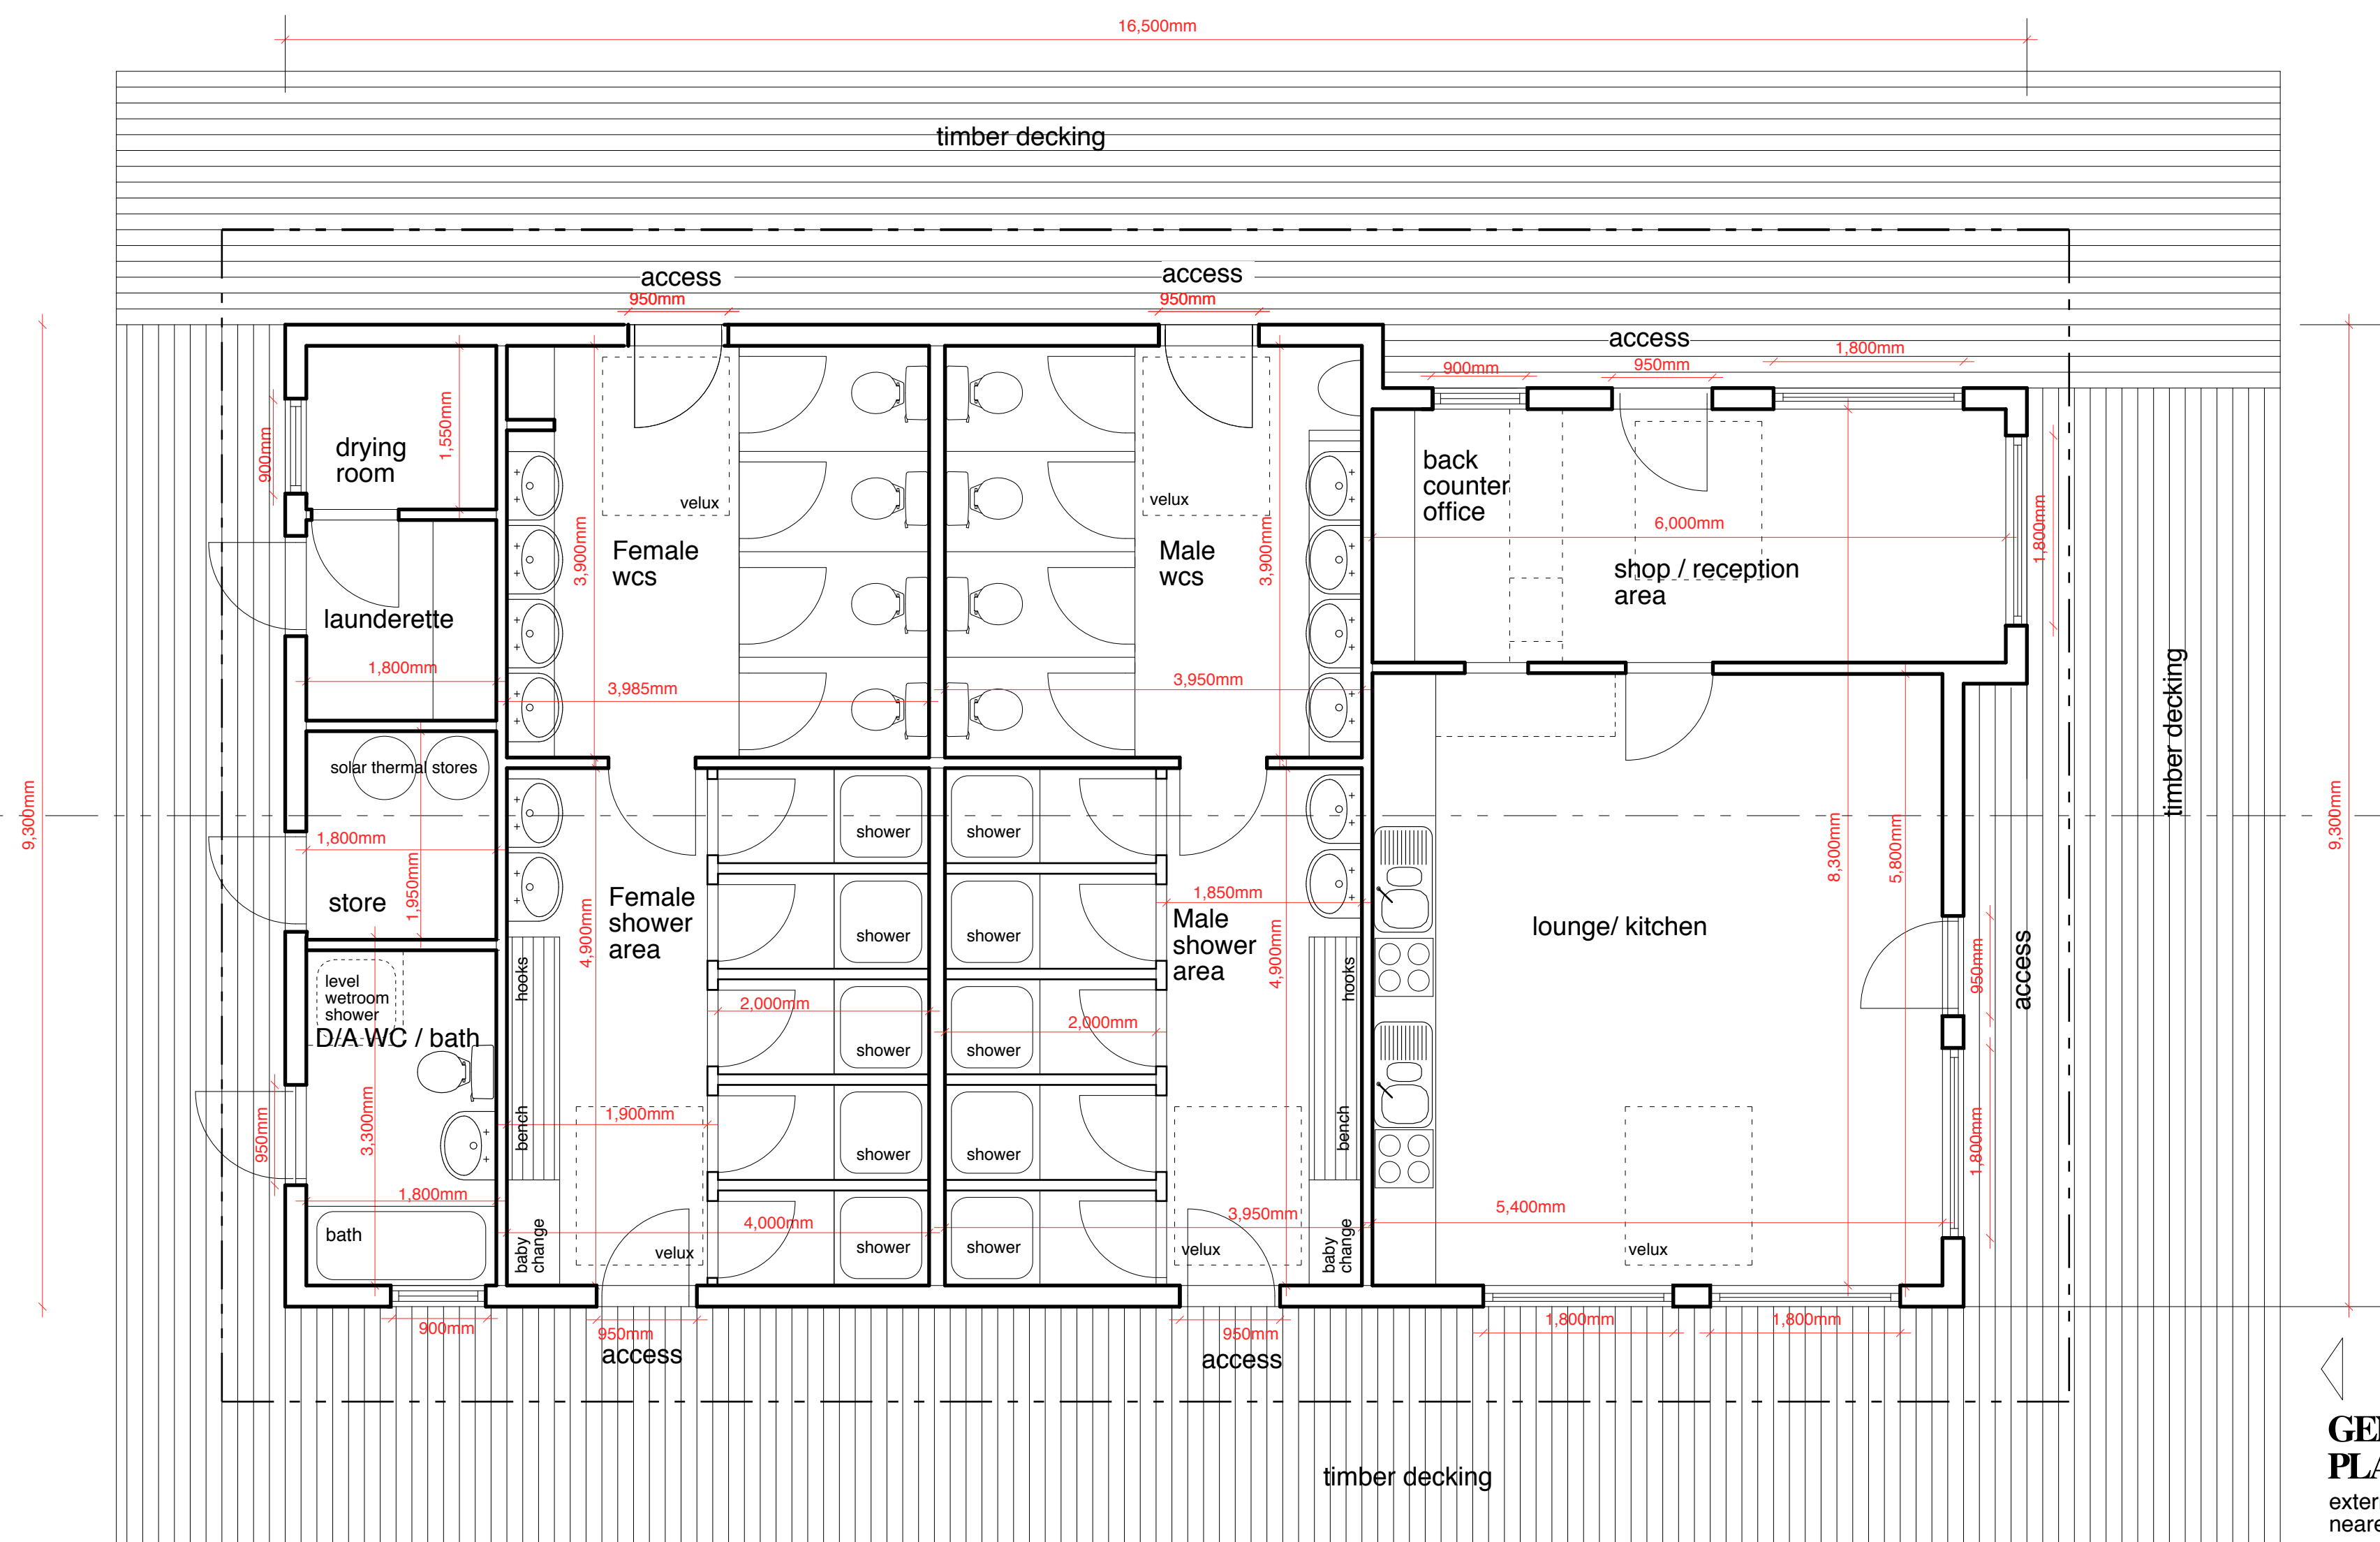 16,500mm
timber decking
access
access
950mm
950mm
access
1,800mm
900mm
950mm
drying
room
1,550mm
900mm
velux
velux
back
counter
office
6,000mm
1,800mm
Female
wcs
3,900mm
Male
wcs
3,900mm
shop / reception
area
launderette
1,800mm
3,985mm
3,950mm
timber decking
solar thermal stores
9,300mm
1,800mm
1,950mm
store
shower
shower
8,300mm
5,800mm
9,300mm
Female
shower
area
4,900mm
1,850mm
Male
shower
area
4,900mm
lounge/ kitchen
shower
shower
hooks
hooks
950mm
access
level
wetroom
shower
D/A WC / bath
2,000mm
2,000mm
shower
shower
3,300mm
950mm
bench
1,900mm
bench
1,800mm
shower
shower
1,800mm
bath
baby
change
4,000mm
velux
3,950mm
velux
baby
change
5,400mm
velux
shower
shower
900mm
950mm
access
950mm
access
1,800mm
1,800mm
timber decking
GE
PLA
exter
neare